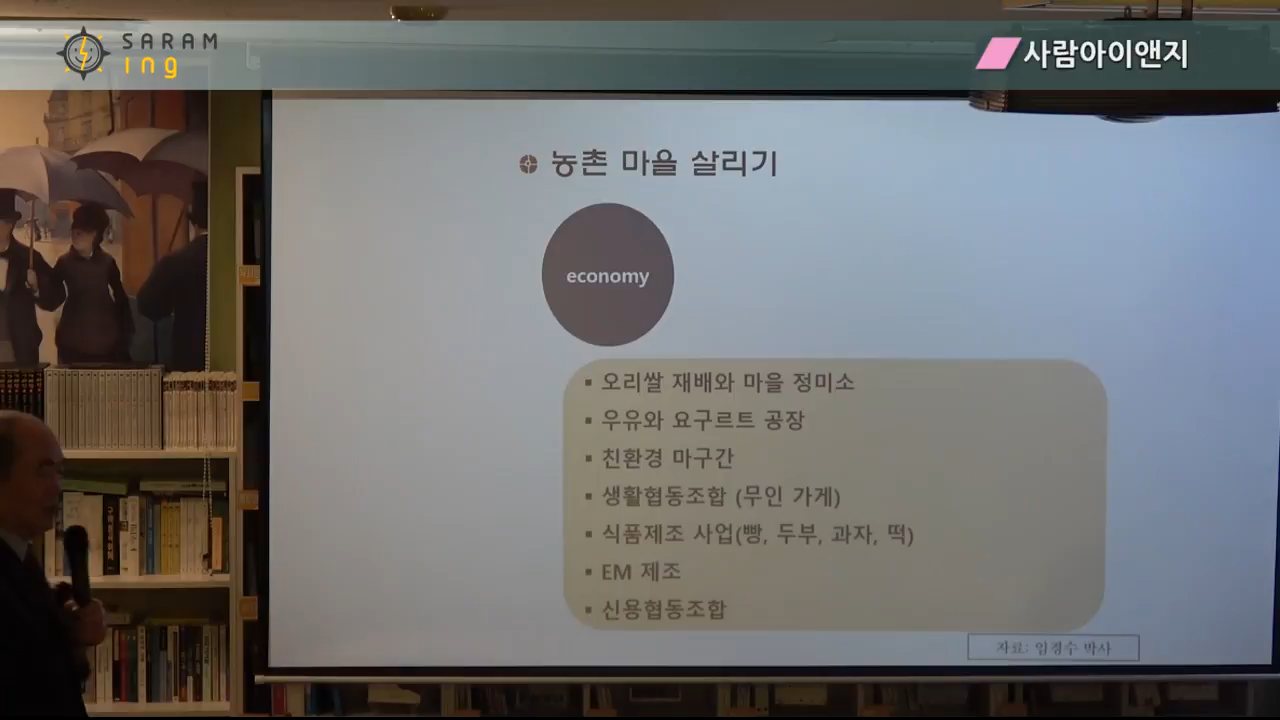 SARAM
ing
사람아이앤지
농촌 마을 살리기
economy
▪ 오리쌀 재배와 마을 정미소
▪ 우유와 요구르트 공장
▪ 친환경 마구간
▪ 생활협동조합 (무인 가게)
▪ 식품제조 사업(빵, 두부, 과자, 떡)
▪ EM 제조
▪ 신용협동조합
자료: 임경수 박사